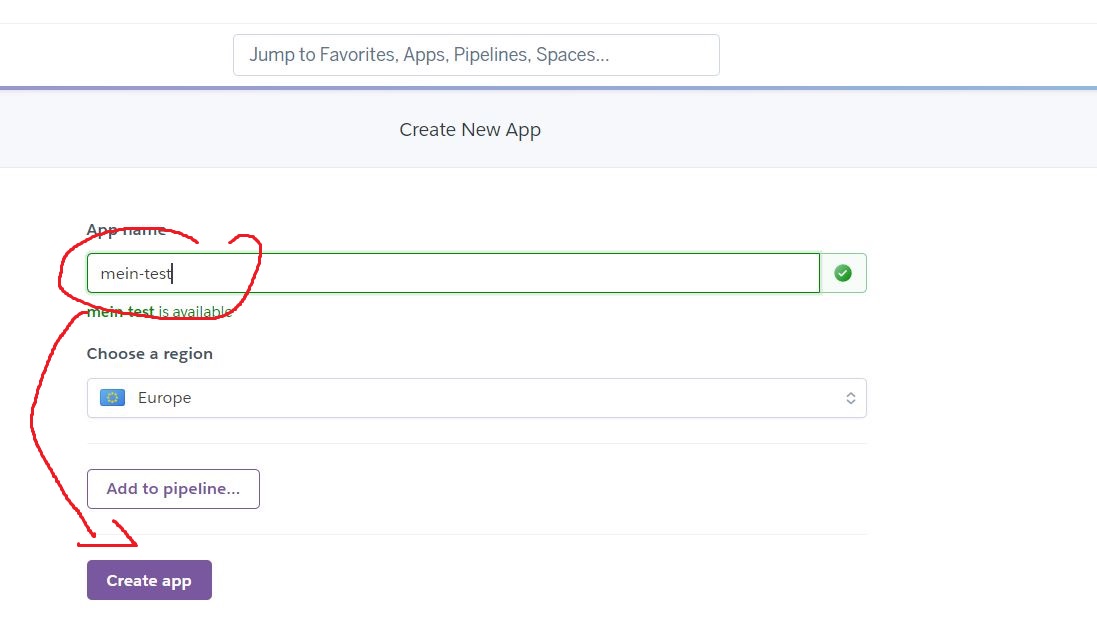 Jump to Favorites, Apps, Pipelines, Spaces...
Create New App
App name
mein-test
mein-test is available
Choose a region
Europe
Add to pipeline...
Create app